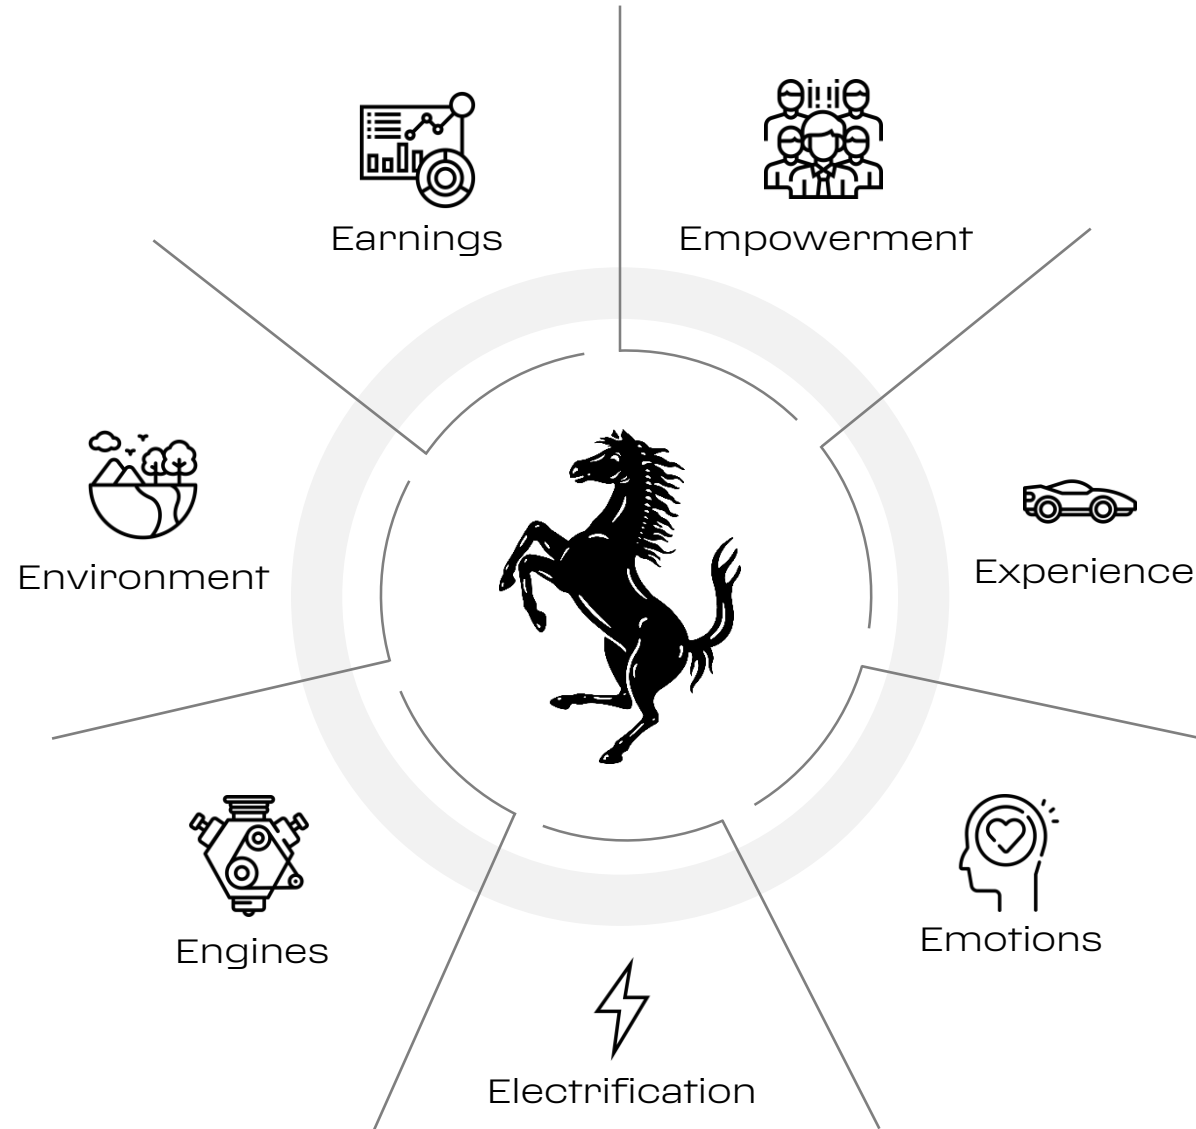 Earnings
Empowerment
Environment
Experience
Engines
Emotions
Electrification